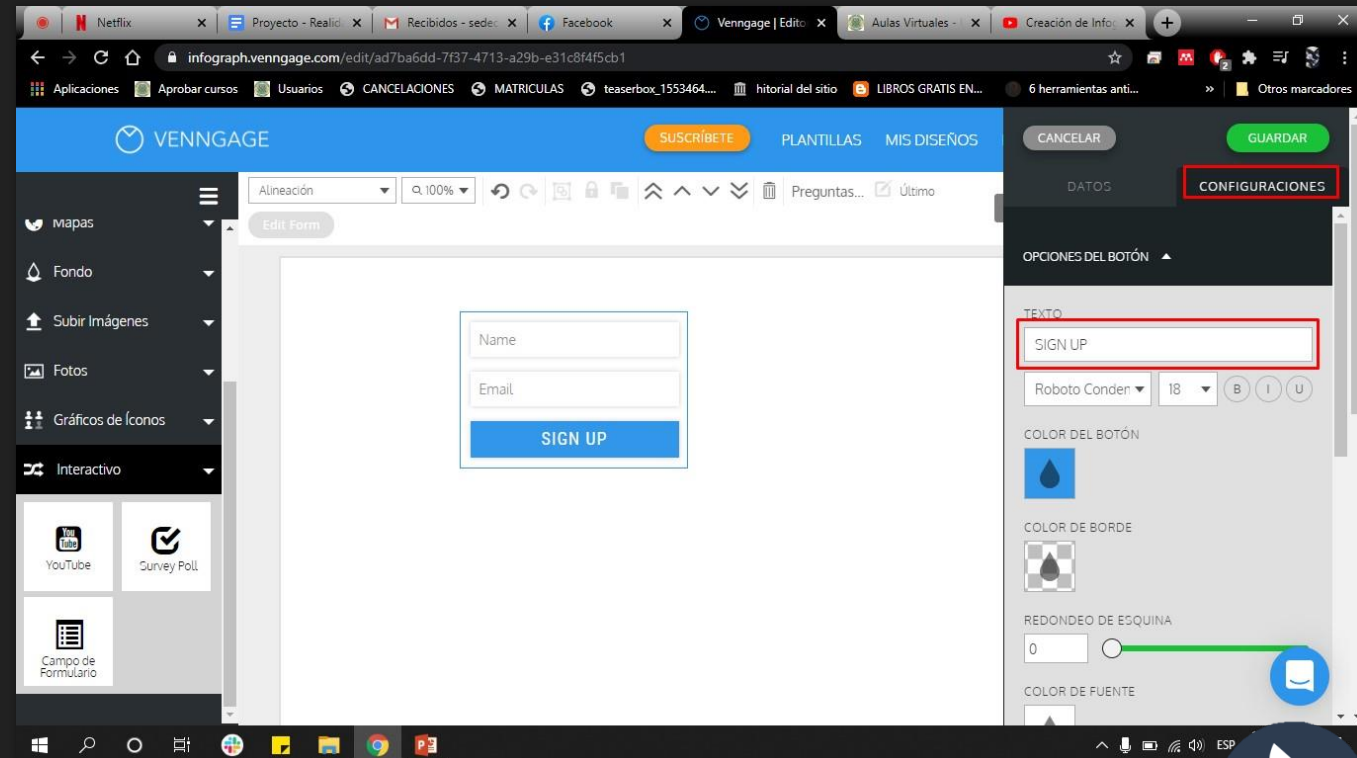 Netflix
Proyecto - Realid
Recibidos - sedec
Facebook
Venngage | Edito
Aulas Virtuales -
Creación de Infog
infograph.venngage.com/edit/ad7ba6dd-7f37-4713-a29b-e31c8f4f5cb1
2
Aplicaciones Aprobar cursos Usuarios CANCELACIONES MATRICULAS teaserbox_1553464.... hitorial del sitio LIBROS GRATIS EN... 6 herramientas anti... » Otros marcadores
VENNGAGE
SUSCRÍBETE
PLANTILLAS
MIS DISEÑOS
CANCELAR
GUARDAR
DATOS
CONFIGURACIONES
Alineación
100%
Preguntas...
Último
Edit Form
Mapas
Fondo
Subir Imágenes
Fotos
Gráficos de Íconos
Interactivo
You Tube
YouTube
Survey Poll
Campo de
Formulario
Name
Email
SIGN UP
OPCIONES DEL BOTÓN
TEXTO
SIGN UP
Roboto Conden
18
B I U
COLOR DEL BOTÓN
COLOR DE BORDE
REDONDEO DE ESQUINA
0
COLOR DE FUENTE
ESP